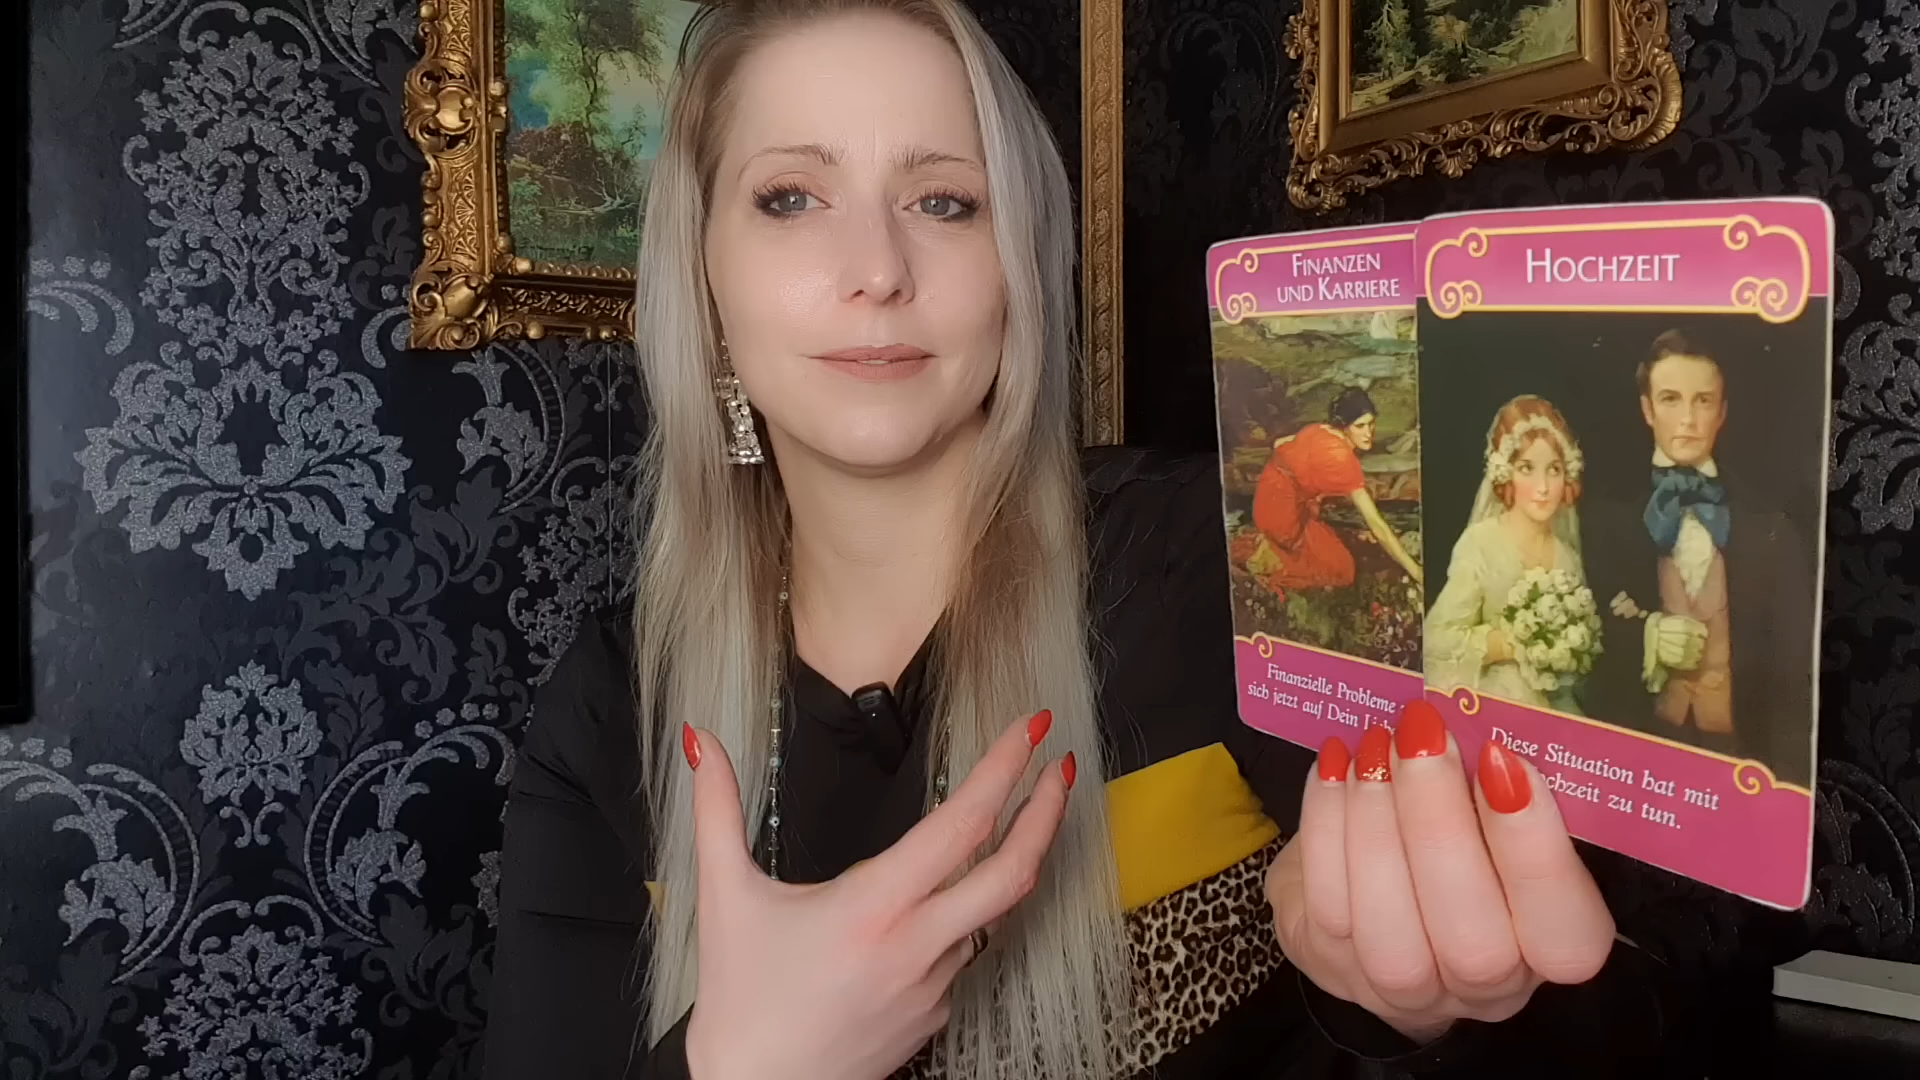 FINANZEN
UND KARRIERE
Finanzielle Probleme
sich jetzt auf Dein
HOCHZEIT
Diese Situation hat mit
zu tun.